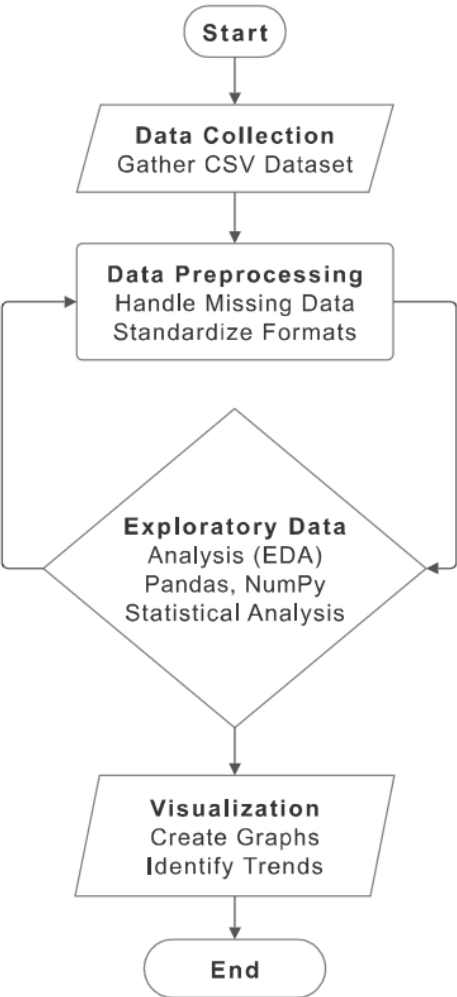 Start
Data Collection
Gather CSV Dataset
Data Preprocessing
Handle Missing Data
Standardize Formats
Exploratory Data
Analysis (EDA)
Pandas, NumPy
Statistical Analysis
Visualization
Create Graphs
Identify Trends
End